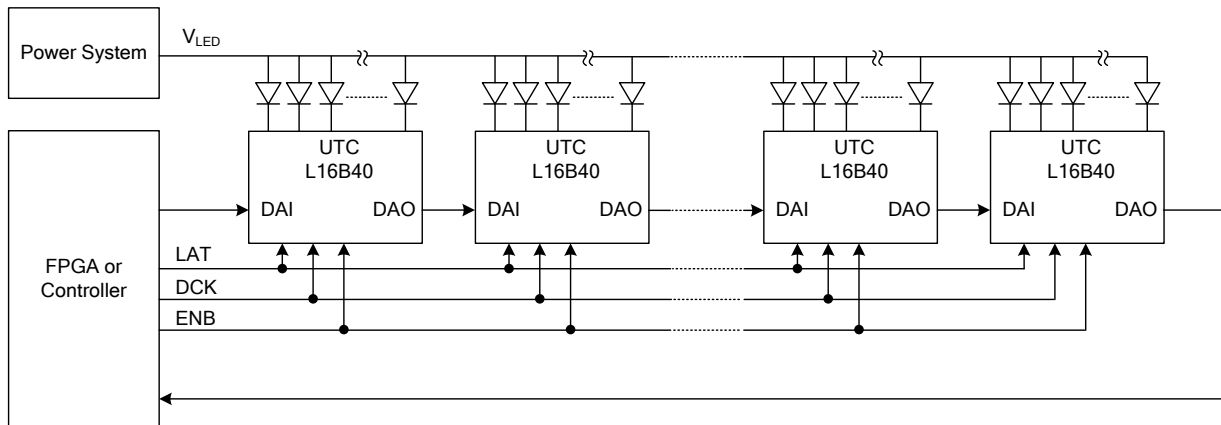 Power System
VLED
UTC
L16B40
DAI
DAO
UTC
L16B40
DAI
DAO
UTC
L16B40
DAI
DAO
UTC
L16B40
DAI
DAO
FPGA or
Controller
LAT
DCK
ENB